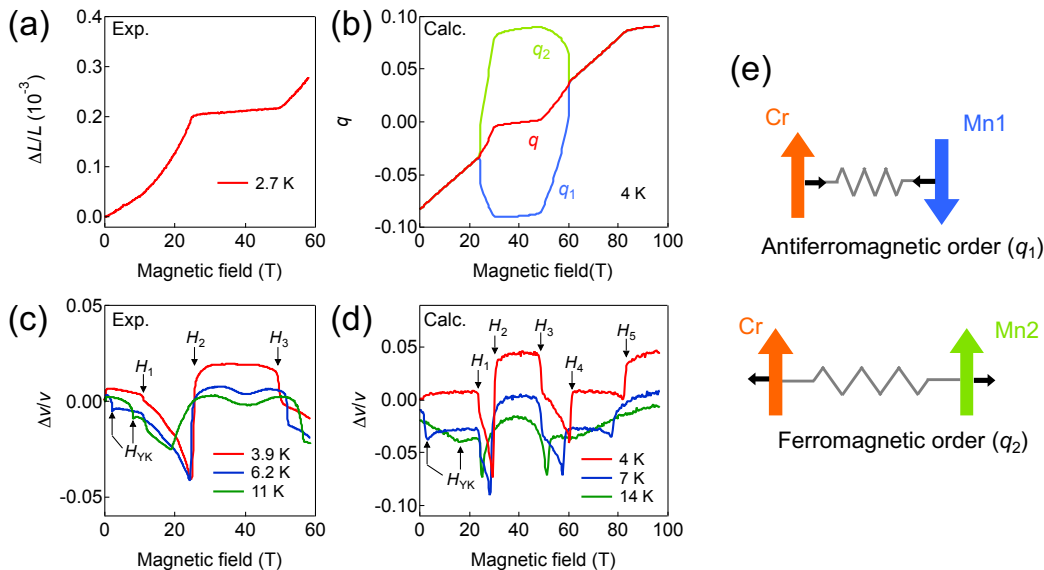 (a)
Exp.
ΔL/L (10⁻³)
0.4
0.3
0.2
0.1
0.0
2.7 K
0
20
40
60
Magnetic field (T)
(b)
Calc.
q
0.10
0.05
0.00
-0.05
-0.10
q₂
q
q₁
4 K
0
20
40
60
80
100
Magnetic field(T)
(c)
Exp.
Δv/v
0.05
0.00
-0.05
H₁
H₂
H₃
H_YK
3.9 K
6.2 K
11 K
0
20
40
60
Magnetic field (T)
(d)
Calc.
Δv/v
0.05
0.00
-0.05
-0.10
H₁
H₂
H₃
H₄
H₅
H_YK
4 K
7 K
14 K
0
20
40
60
80
100
Magnetic field (T)
(e)
Cr
Mn1
Antiferromagnetic order (q₁)
Cr
Mn2
Ferromagnetic order (q₂)